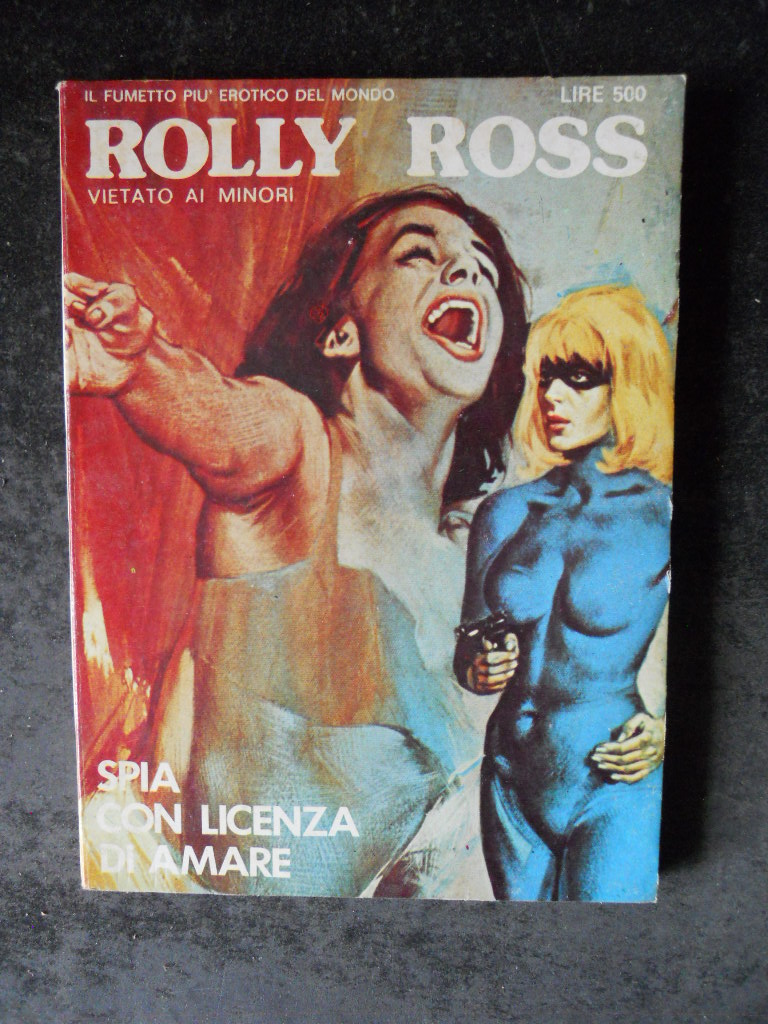 IL FUMETTO PIU' EROTICO DEL MONDO
LIRE 500
ROLLY ROSS
VIETATO AI MINORI
SPIA
CON LICENZA
DI AMARE